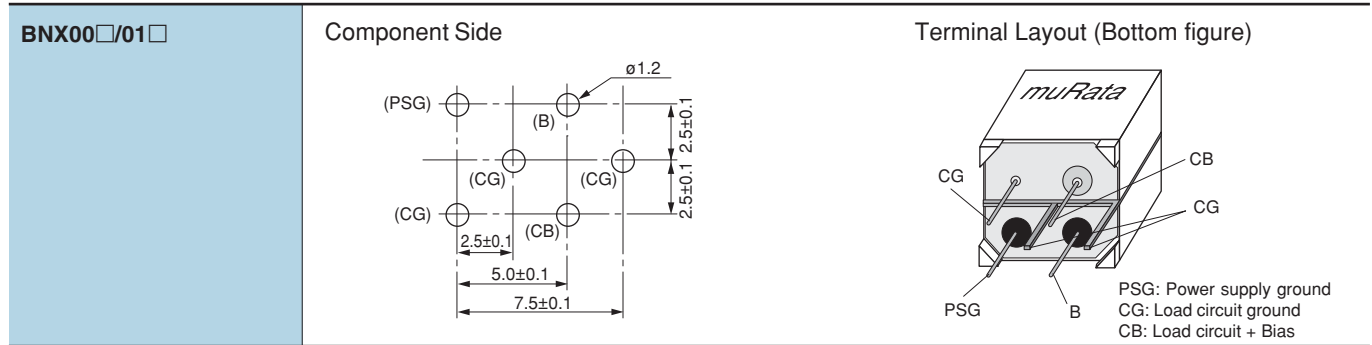 BNX00□/01□
Component Side
ø1.2
(PSG)
(B)
2.5±0.1
(CG)
(CG)
2.5±0.1
(CG)
(CB)
2.5±0.1
5.0±0.1
7.5±0.1
Terminal Layout (Bottom figure)
muRata
CB
CG
CG
PSG
B
PSG: Power supply ground
CG: Load circuit ground
CB: Load circuit + Bias